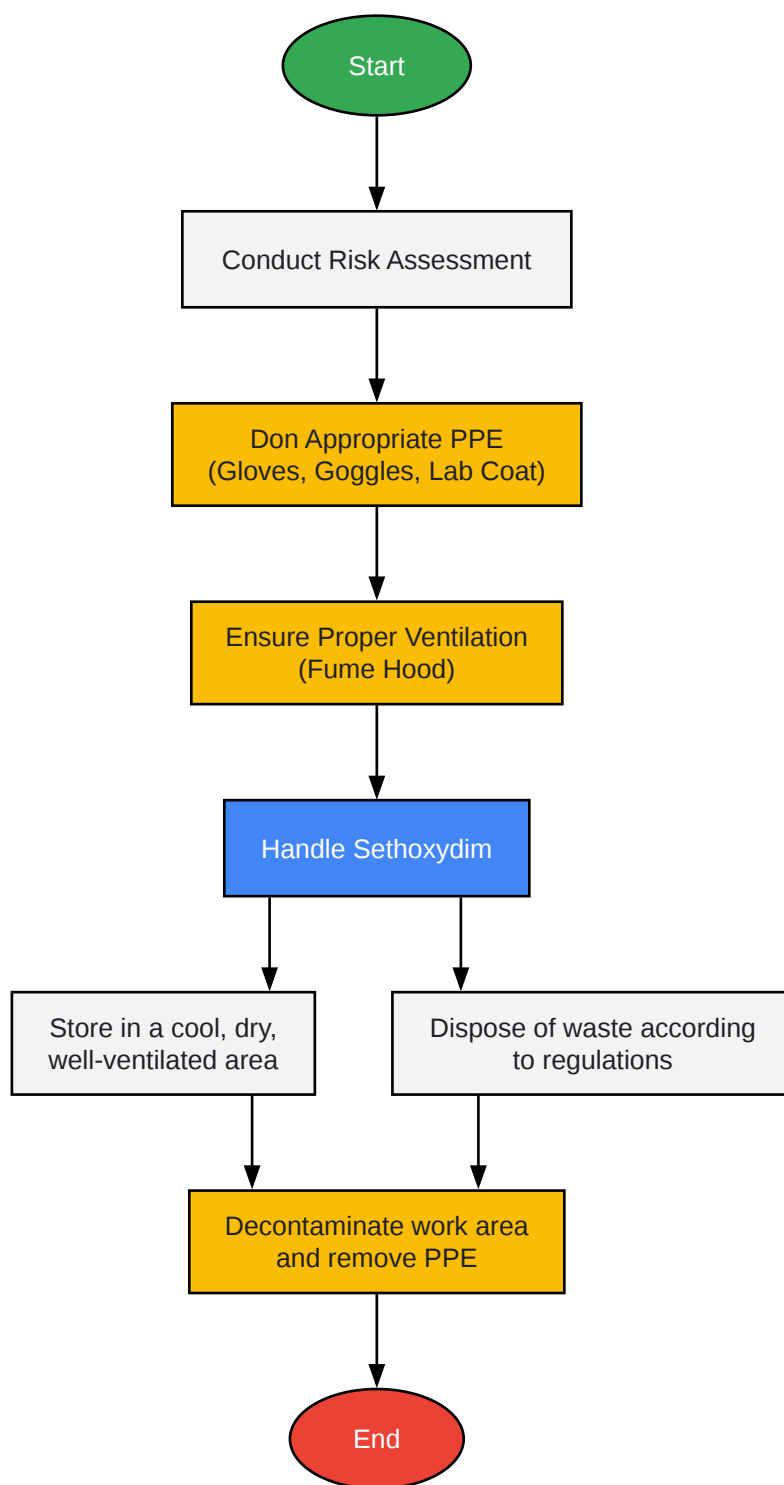 Start
Conduct Risk Assessment
Don Appropriate PPE
(Gloves, Goggles, Lab Coat)
Ensure Proper Ventilation
(Fume Hood)
Handle Sethoxydim
Store in a cool, dry,
well-ventilated area
Dispose of waste according
to regulations
Decontaminate work area
and remove PPE
End